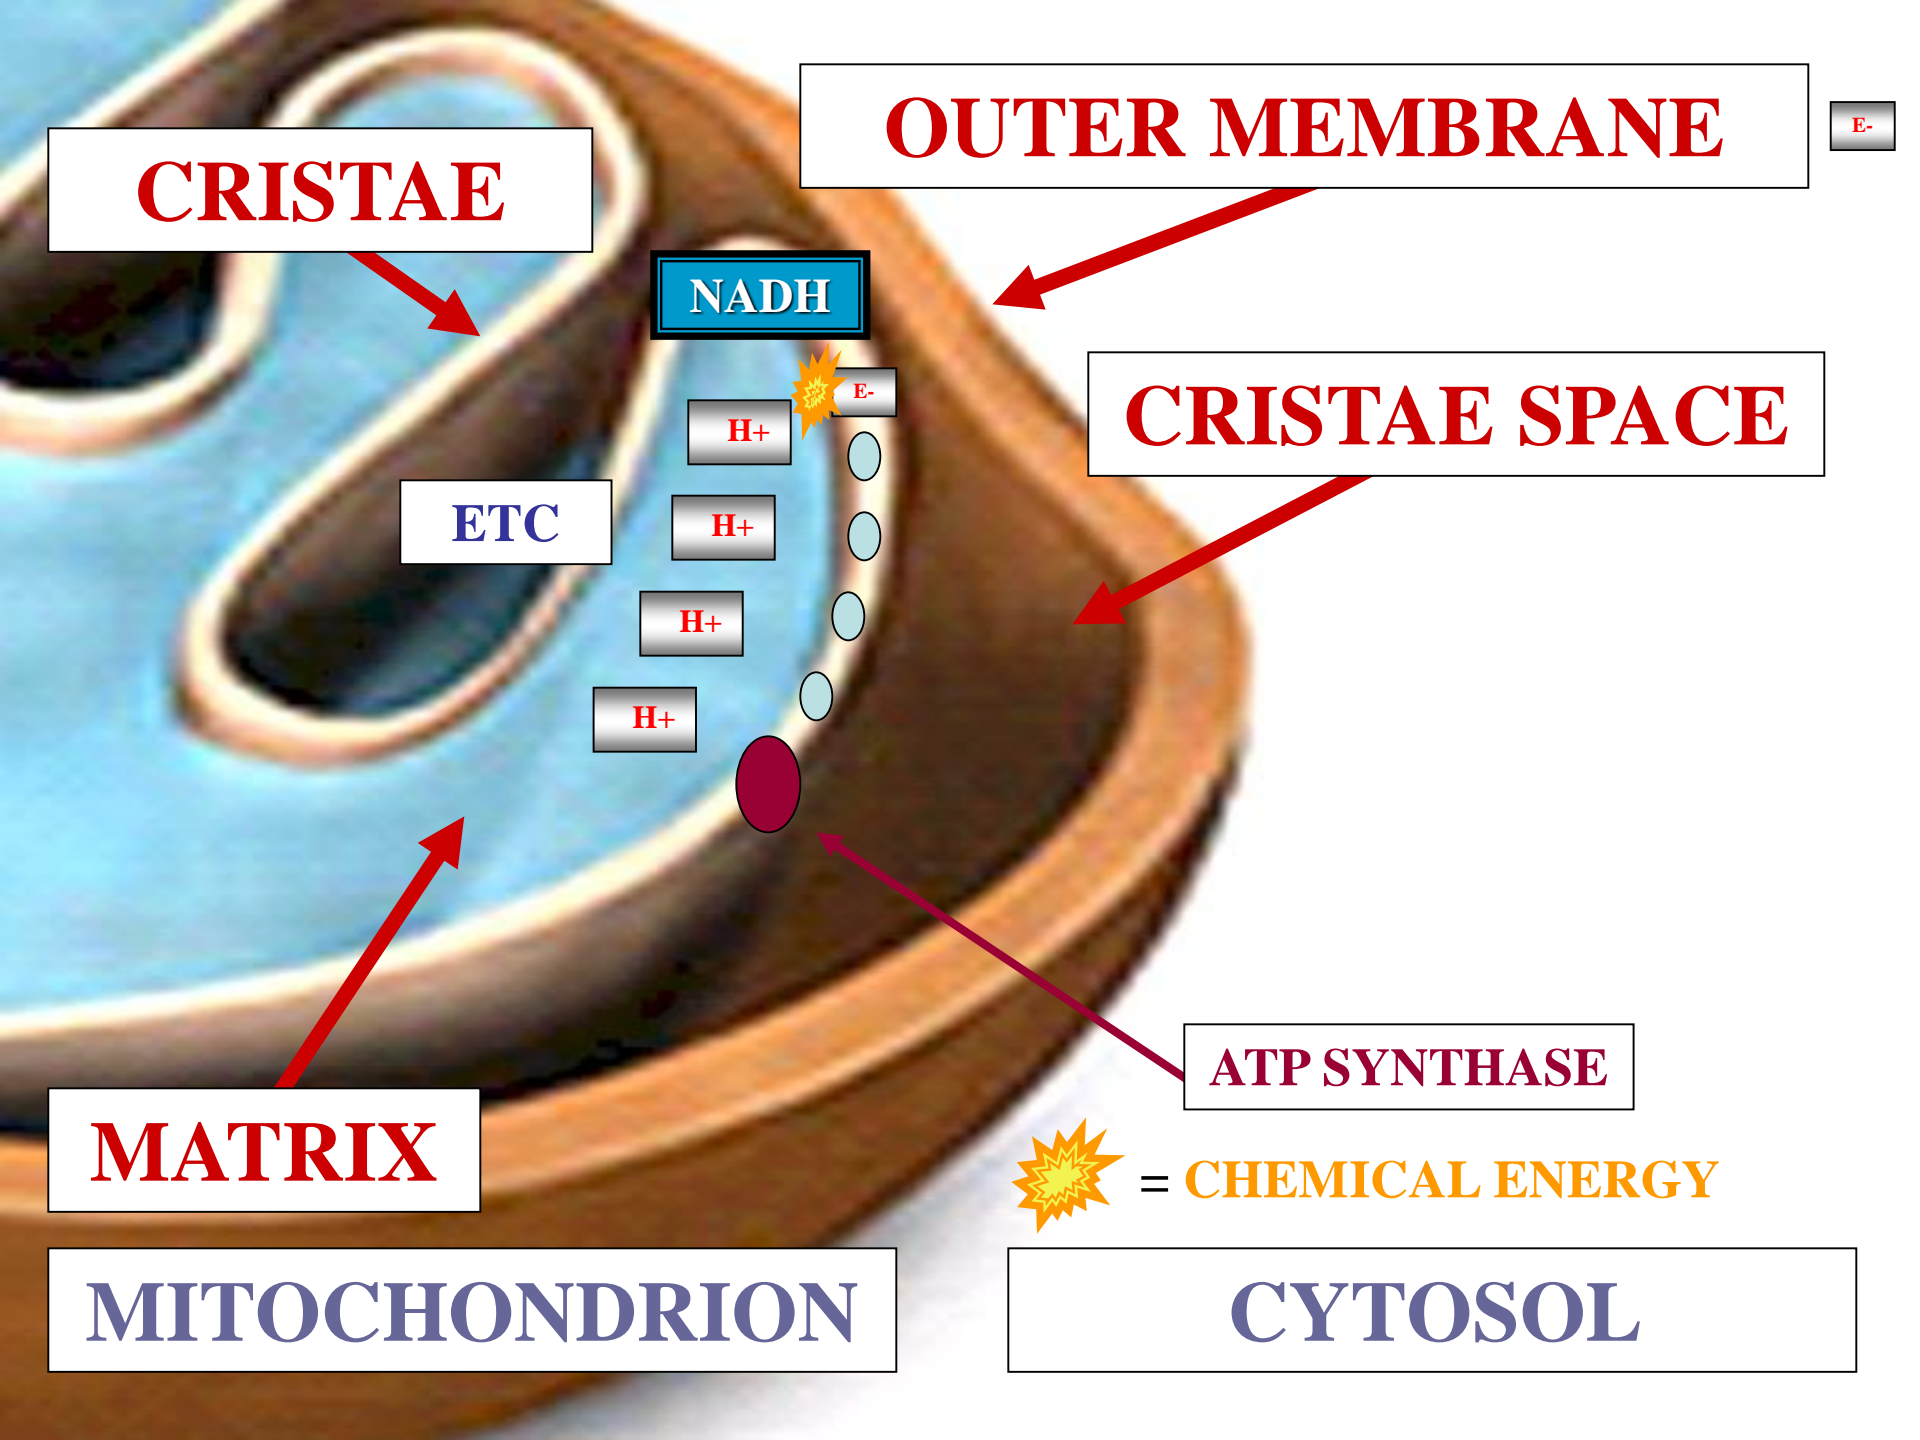 OUTER MEMBRANE
E-
CRISTAE
NADH
CRISTAE SPACE
E-
H+
ETC
H+
H+
H+
ATP SYNTHASE
MATRIX
= CHEMICAL ENERGY
MITOCHONDRION
CYTOSOL